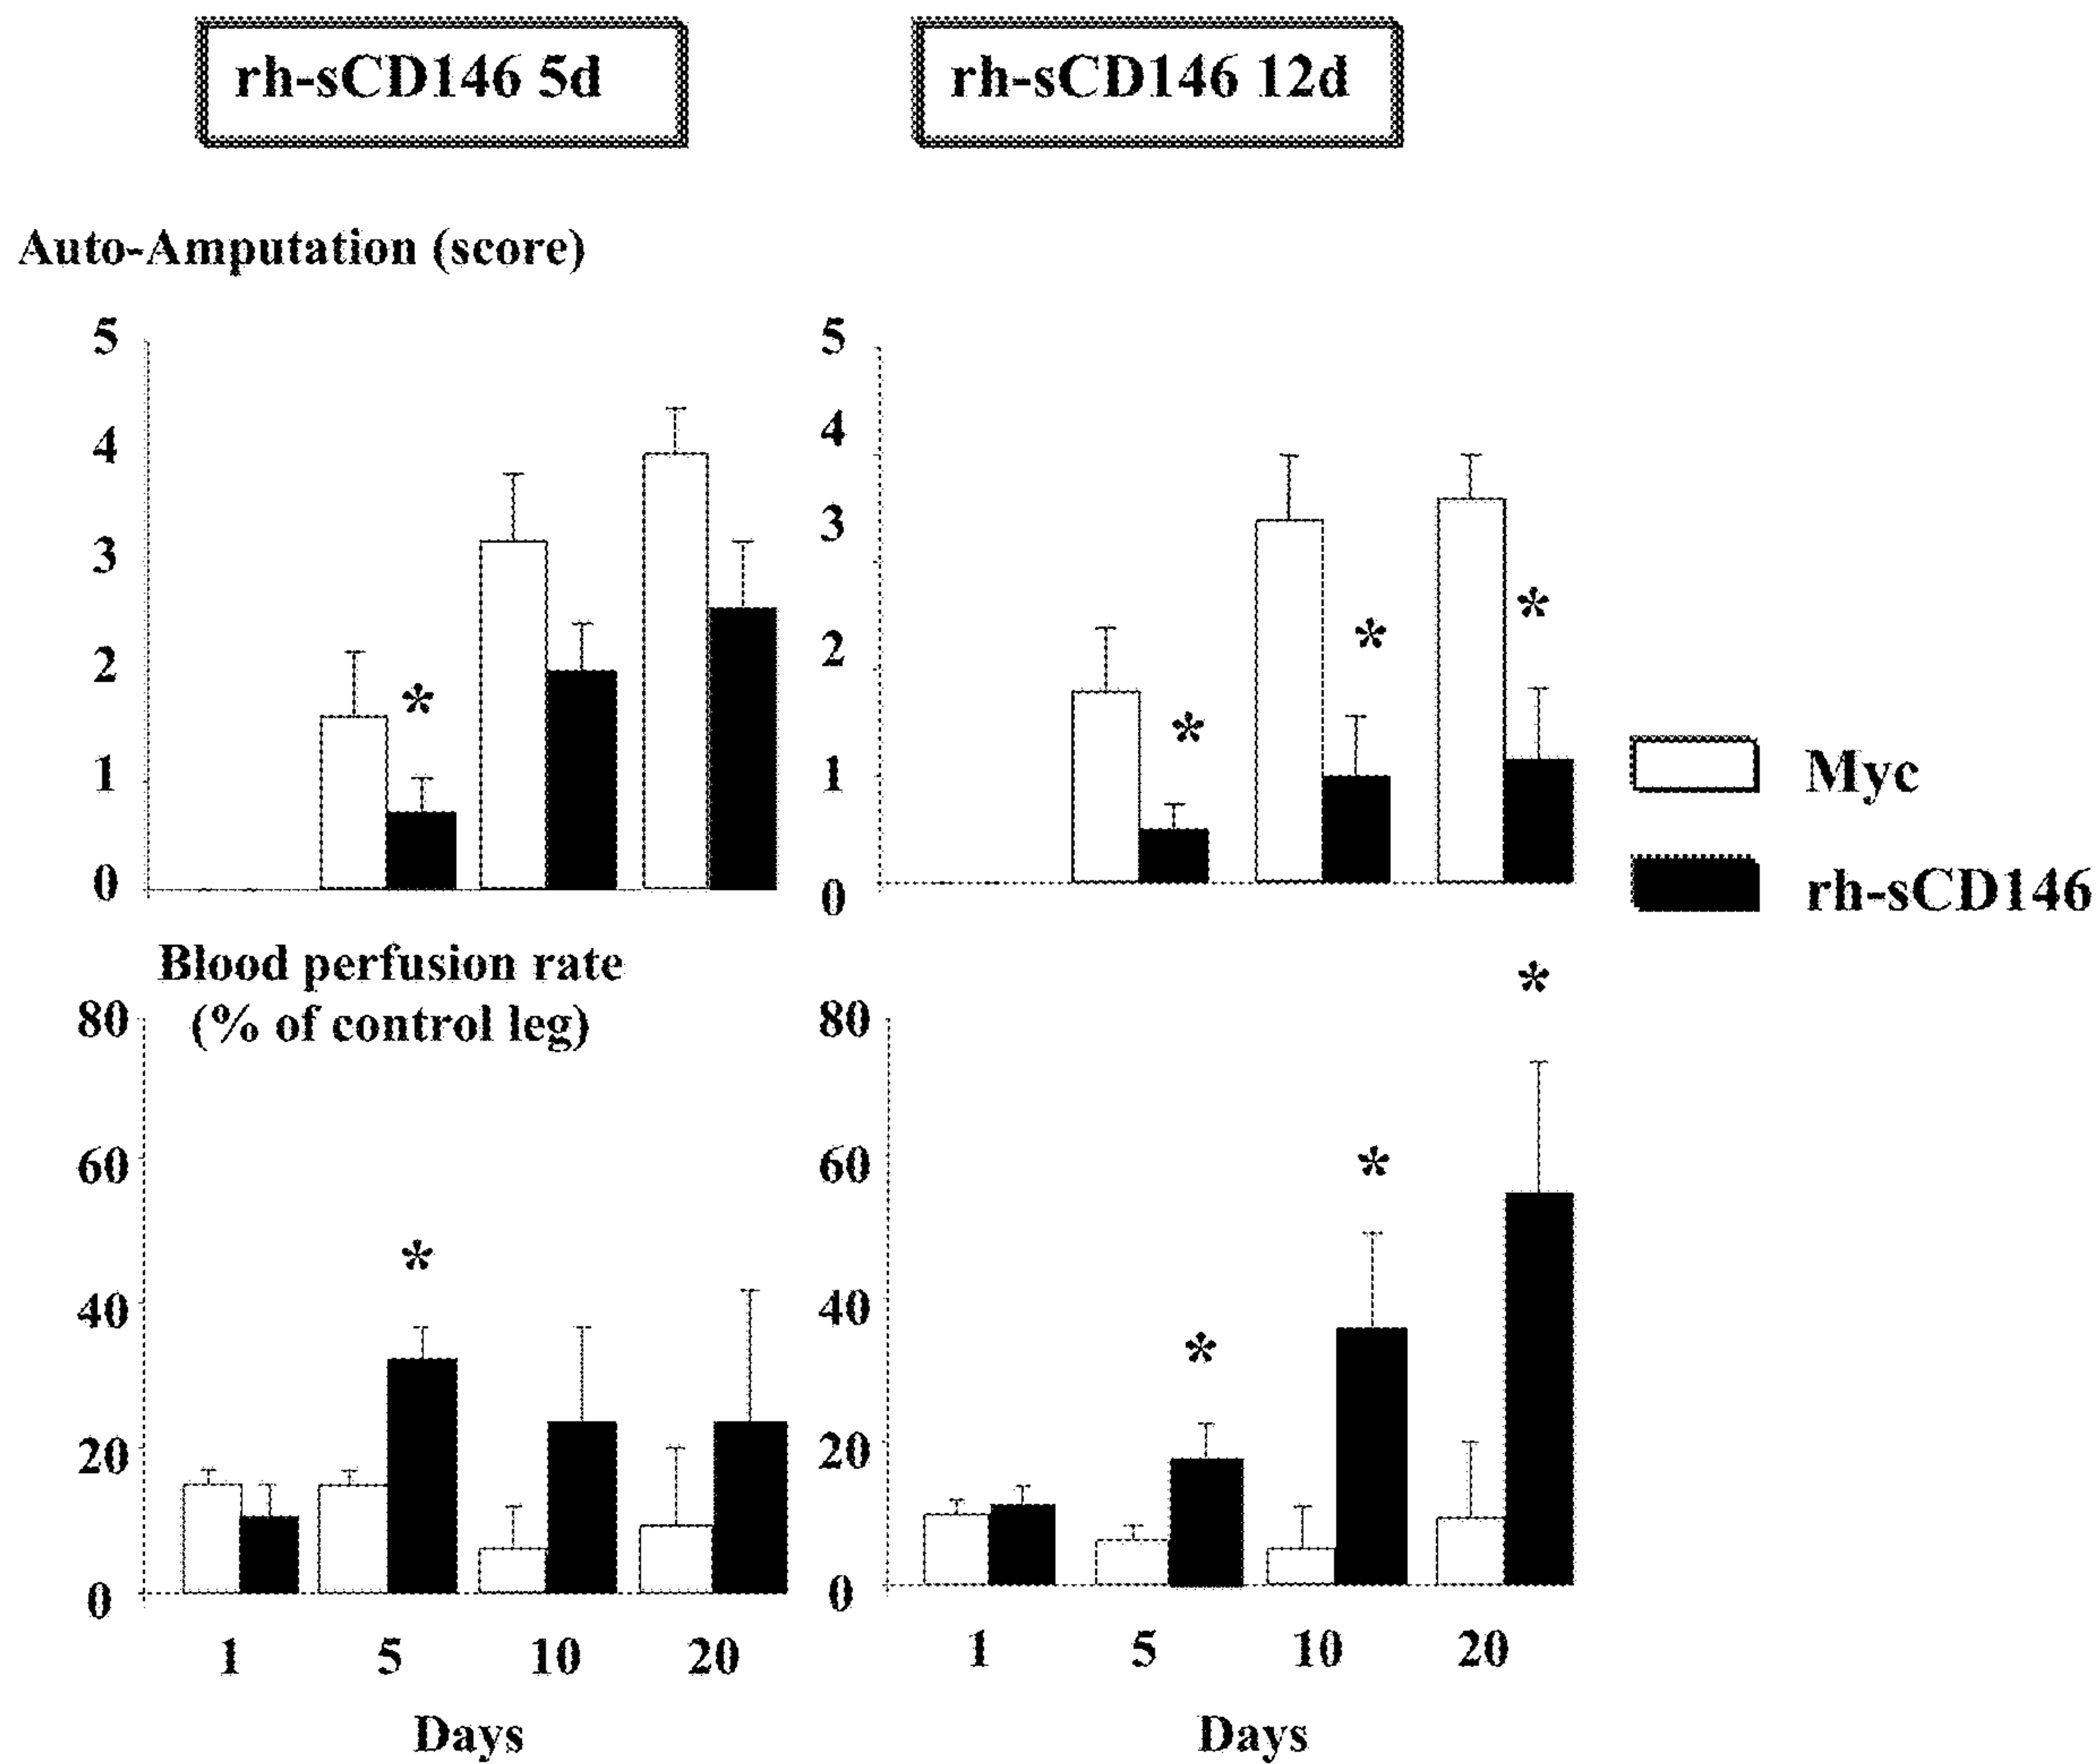 rh-sCD146 5d
rh-sCD146 12d
Auto-Amputation (score)
5
4
3
2
1
0
*
5
4
3
2
1
0
*
*
*
Myc
rh-sCD146
Blood perfusion rate
(% of control leg)
80
60
40
20
0
*
1 5 10 20
Days
80
60
40
20
0
*
*
*
1 5 10 20
Days